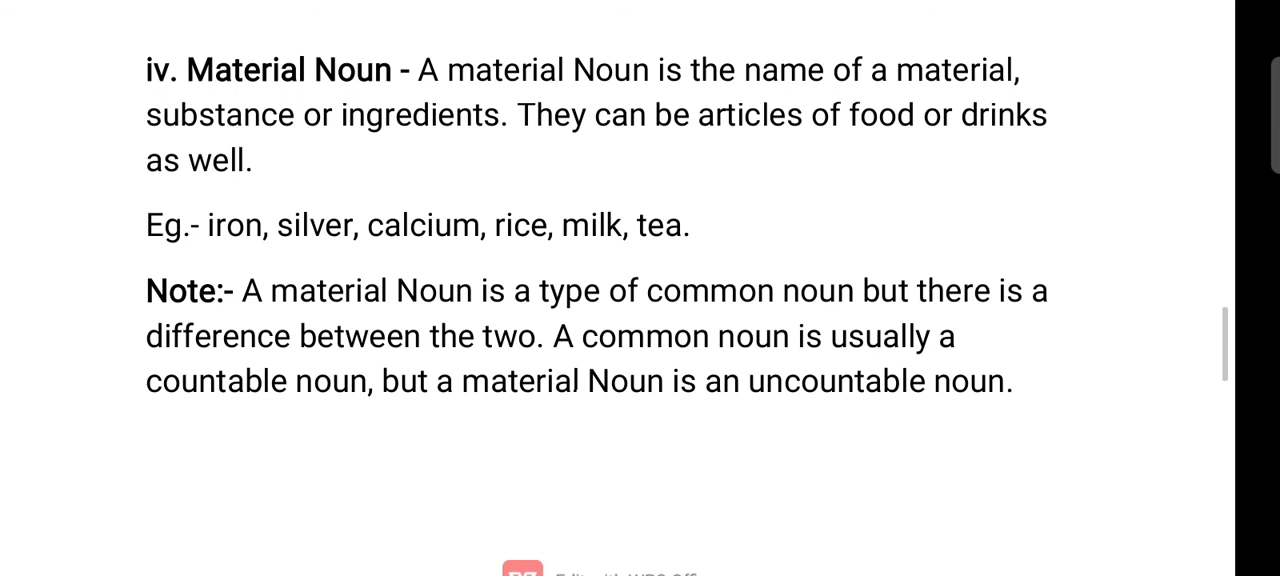 iv. Material Noun - A material Noun is the name of a material,
substance or ingredients. They can be articles of food or drinks
as well.
Eg.- iron, silver, calcium, rice, milk, tea.
Note:- A material Noun is a type of common noun but there is a
difference between the two. A common noun is usually a
countable noun, but a material Noun is an uncountable noun.